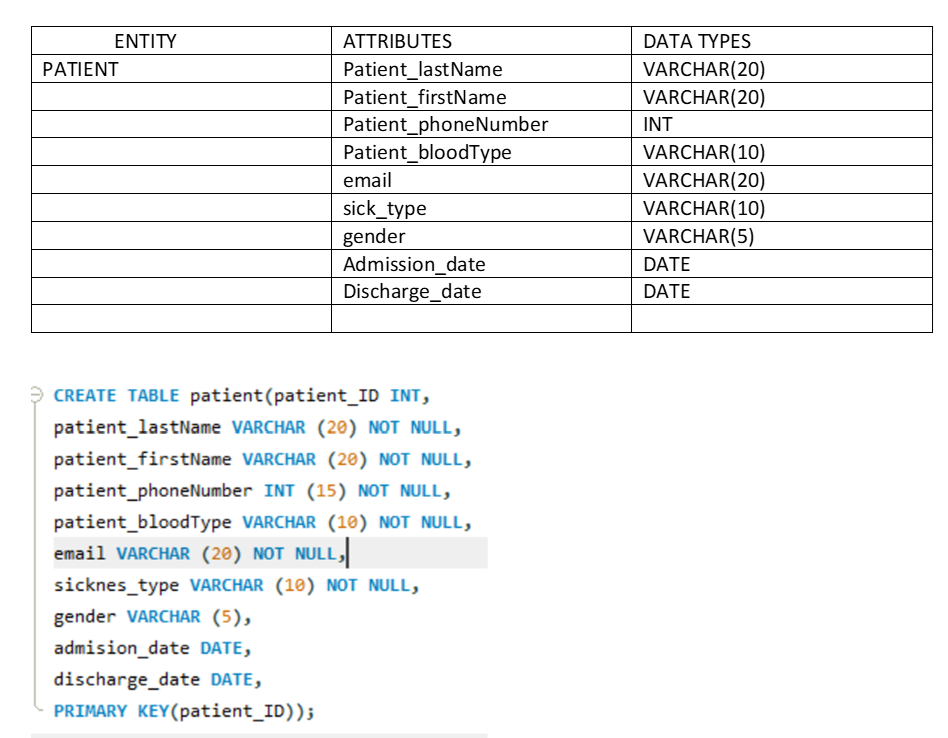 ENTITY ATTRIBUTES DATA TYPES
PATIENT Patient_lastName VARCHAR(20)
Patient_firstName VARCHAR(20)
Patient_phoneNumber INT
Patient_bloodType VARCHAR(10)
email VARCHAR(20)
sick_type VARCHAR(10)
gender VARCHAR(5)
Admission_date DATE
Discharge_date DATE
CREATE TABLE patient(patient_ID INT,
patient_lastName VARCHAR (20) NOT NULL,
patient_firstName VARCHAR (20) NOT NULL,
patient_phoneNumber INT (15) NOT NULL,
patient_bloodType VARCHAR (10) NOT NULL,
email VARCHAR (20) NOT NULL,
sicknes_type VARCHAR (10) NOT NULL,
gender VARCHAR (5),
admision_date DATE,
discharge_date DATE,
PRIMARY KEY(patient_ID));